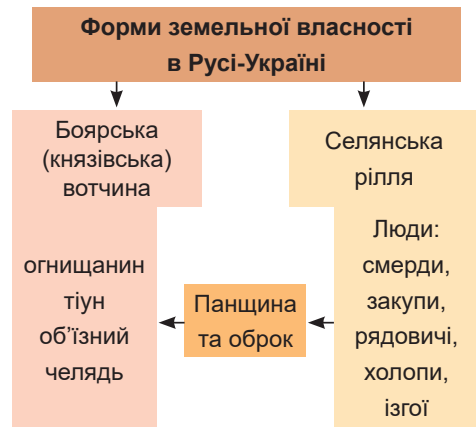 Форми земельної власності
в Русі-Україні
Боярська
(князівська)
вотчина
огнищанин
тіун
об’їзний
челядь
Панщина
та оброк
Селянська
рілля
Люди:
смерди,
закупи,
рядовичі,
холопи,
ізгої